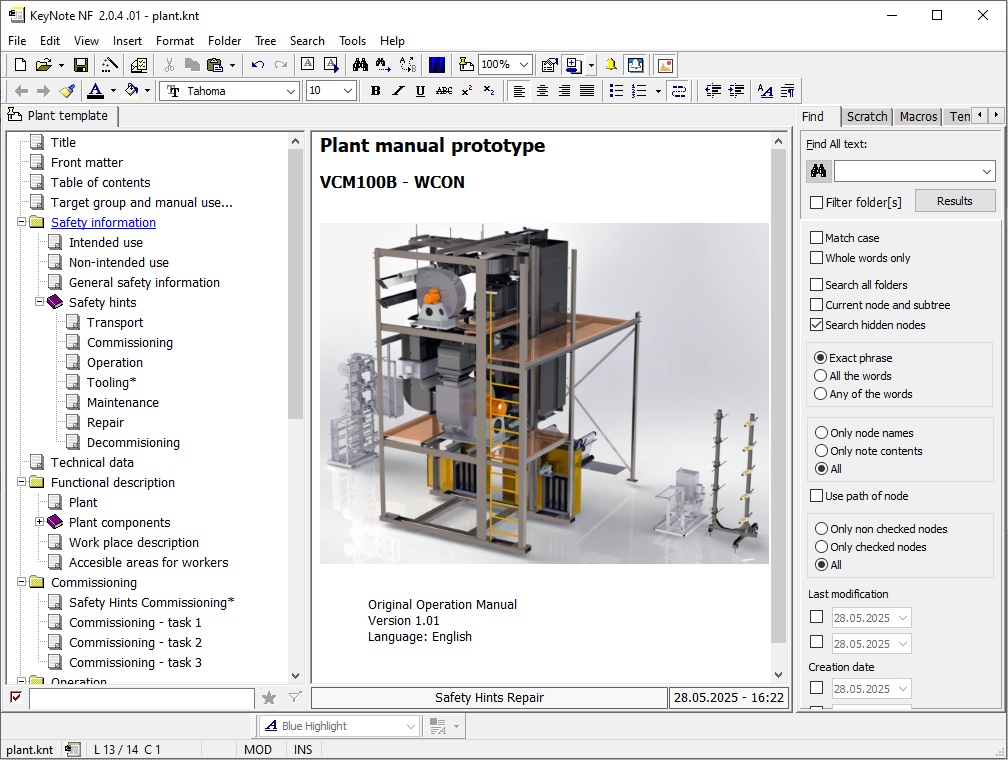 KeyNote NF 2.0.4 .01 - plant.knt
File Edit View Insert Format Folder Tree Search Tools Help
100%
Tahoma 10 B I U ABC x² x₂
Plant template
Title
Front matter
Table of contents
Target group and manual use...
Safety information
Intended use
Non-intended use
General safety information
Safety hints
Transport
Commissioning
Operation
Tooling*
Maintenance
Repair
Decommisioning
Technical data
Functional description
Plant
Plant components
Work place description
Accesible areas for workers
Commissioning
Safety Hints Commissioning*
Commissioning - task 1
Commissioning - task 2
Commissioning - task 3
Operation
Plant manual prototype
VCM100B - WCON
Original Operation Manual
Version 1.01
Language: English
Safety Hints Repair 28.05.2025 - 16:22
Find Scratch Macros Ten
Find All text:
Filter folder[s] Results
Match case
Whole words only
Search all folders
Current node and subtree
Search hidden nodes
Exact phrase
All the words
Any of the words
Only node names
Only note contents
All
Use path of node
Only non checked nodes
Only checked nodes
All
Last modification
28.05.2025
28.05.2025
Creation date
28.05.2025
A Blue Highlight
plant.knt L 13 / 14 C 1 MOD INS